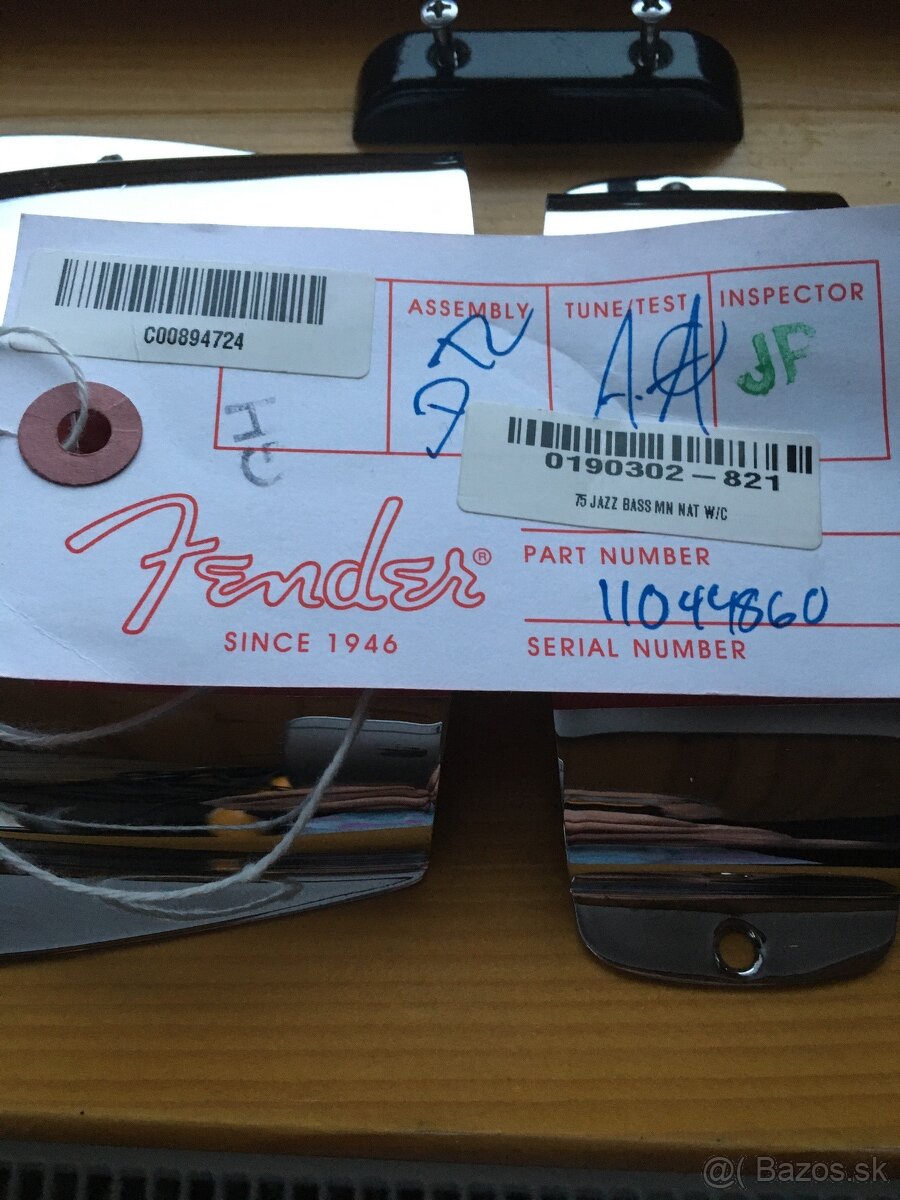 C00894724
ASSEMBLY
TUNE/TEST
INSPECTOR
JF
HC
0190302-821
75 JAZZ BASS MN NAT W/C
Fender®
SINCE 1946
PART NUMBER
11044860
SERIAL NUMBER
@( Bazos.sk